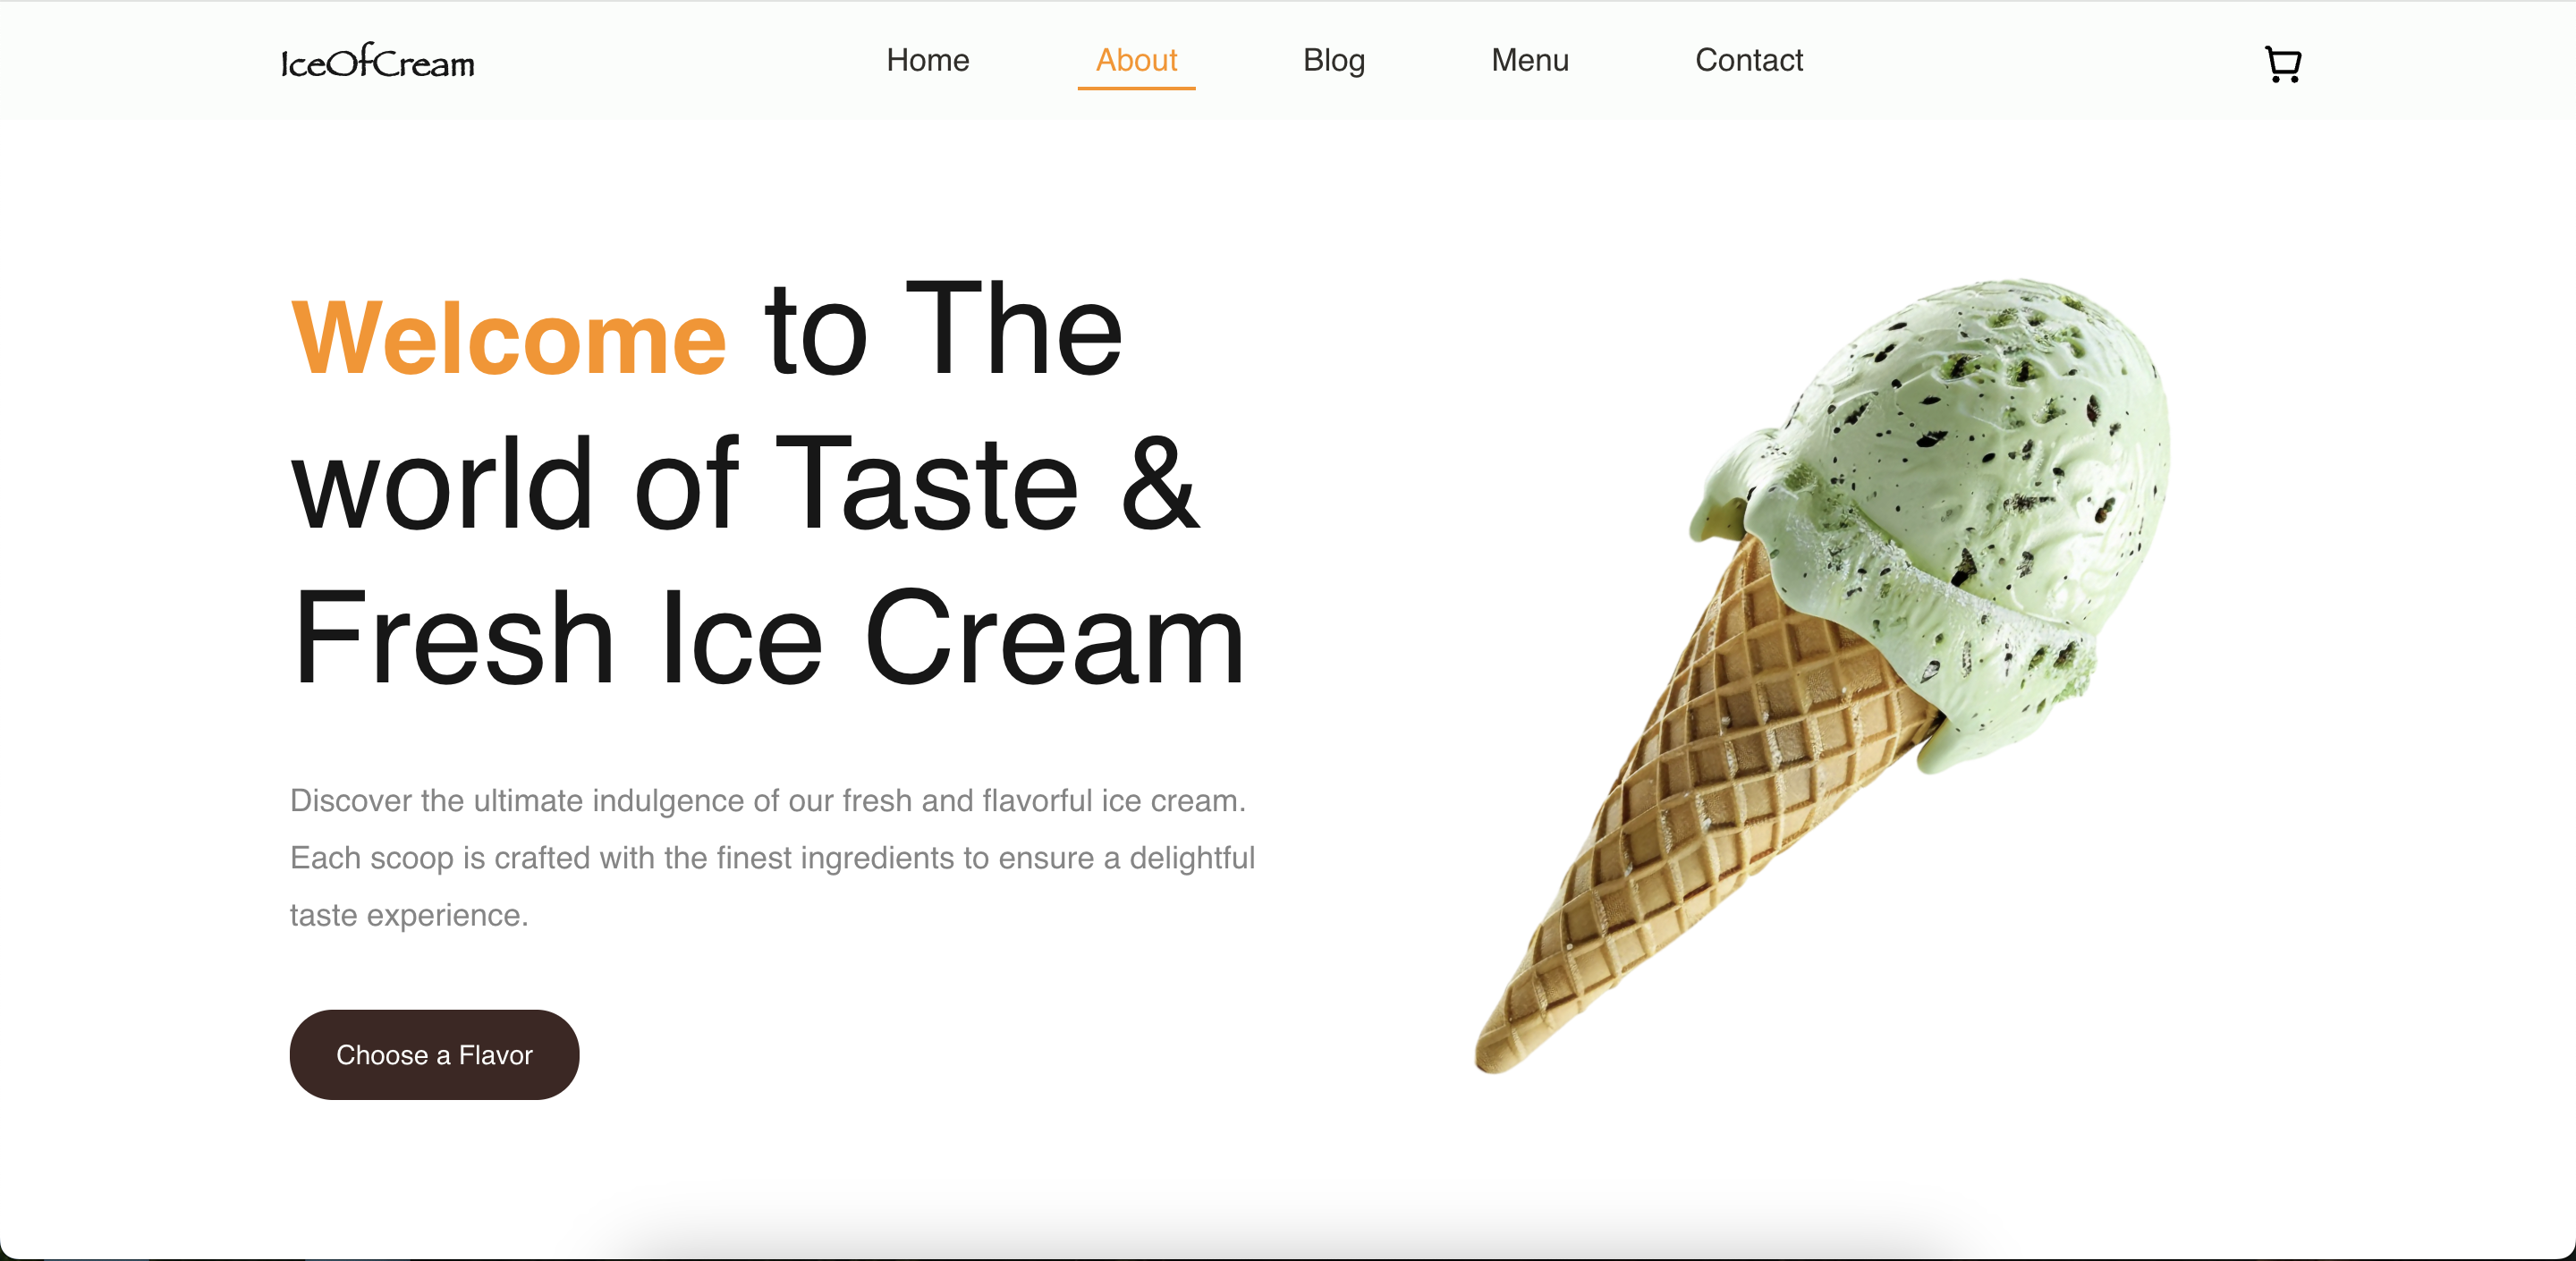 IceOfCream
Home
About
Blog
Menu
Contact
Welcome to The
world of Taste &
Fresh Ice Cream
Discover the ultimate indulgence of our fresh and flavorful ice cream.
Each scoop is crafted with the finest ingredients to ensure a delightful
taste experience.
Choose a Flavor